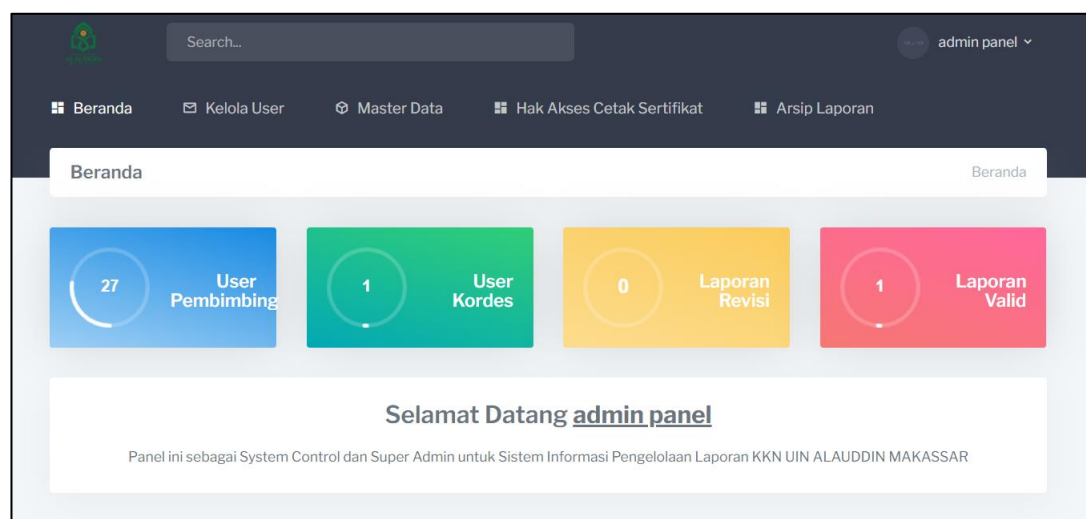 Search...
admin panel
Beranda
Kelola User
Master Data
Hak Akses Cetak Sertifikat
Arsip Laporan
Beranda
Beranda
27
User
Pembimbing
1
User
Kordes
0
Laporan
Revisi
1
Laporan
Valid
Selamat Datang admin panel
Panel ini sebagai System Control dan Super Admin untuk Sistem Informasi Pengelolaan Laporan KKN UIN ALAUDDIN MAKASSAR